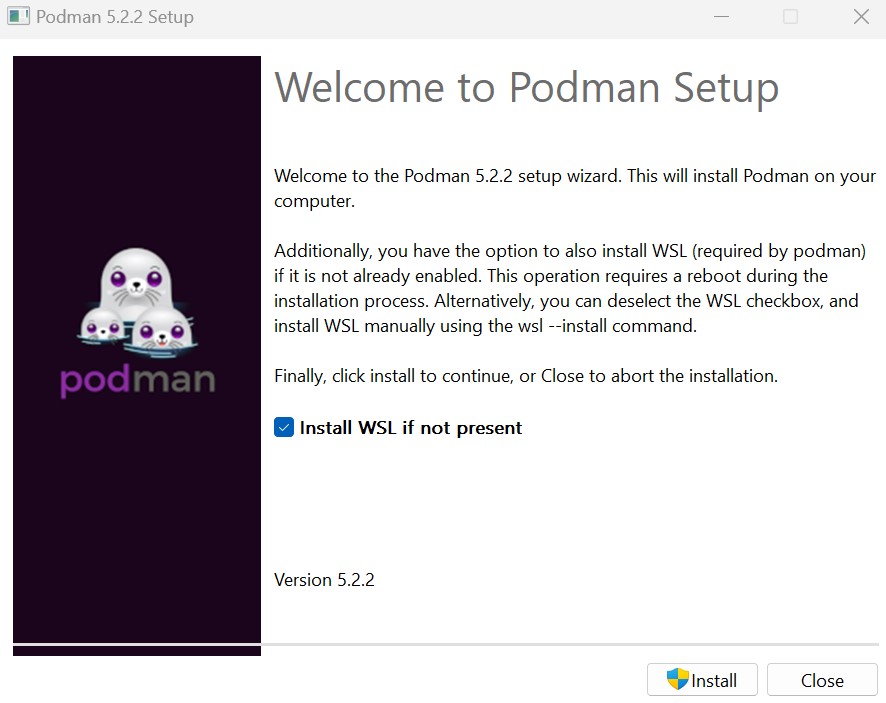 Podman 5.2.2 Setup
Welcome to Podman Setup
Welcome to the Podman 5.2.2 setup wizard. This will install Podman on your
computer.
Additionally, you have the option to also install WSL (required by podman)
if it is not already enabled. This operation requires a reboot during the
installation process. Alternatively, you can deselect the WSL checkbox, and
install WSL manually using the wsl --install command.
Finally, click install to continue, or Close to abort the installation.
podman
Install WSL if not present
Version 5.2.2
Install
Close